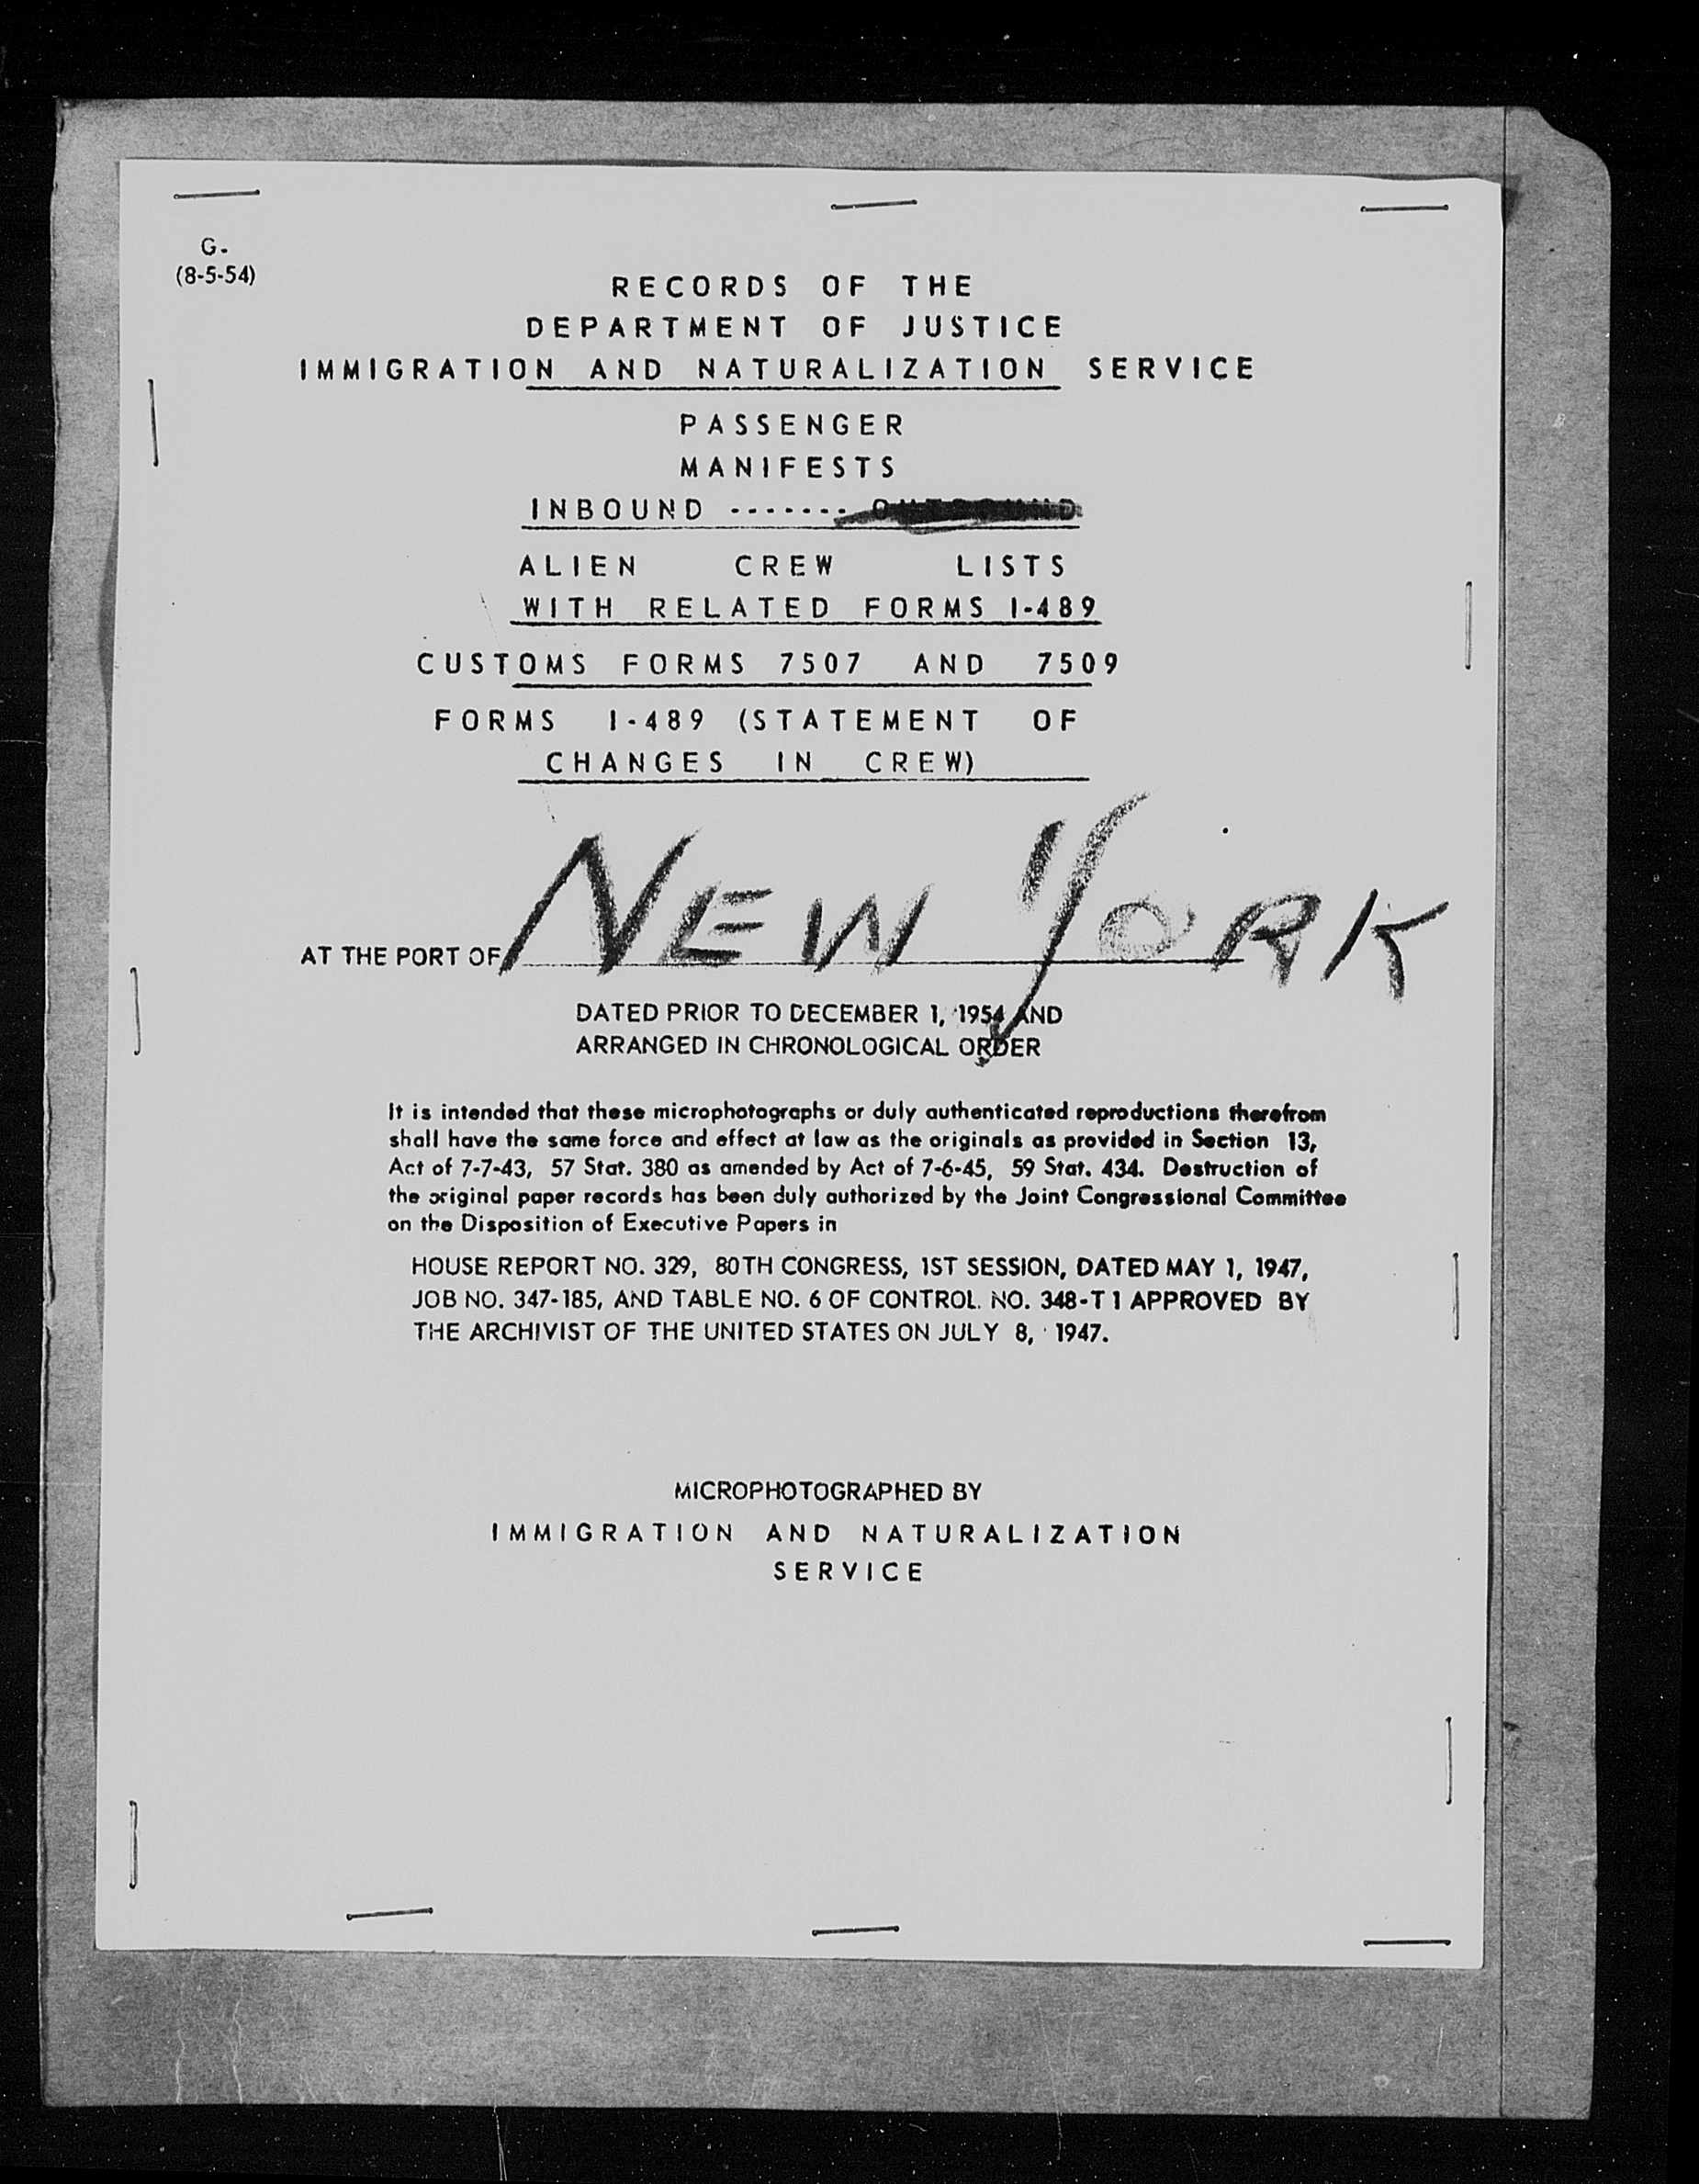 G-
(8-5-54)
RECORDS OF THE
DEPARTMENT OF JUSTICE
IMMIGRATION AND NATURALIZATION SERVICE
PASSENGER
MANIFESTS
INBOUND -------
ALIEN CREW LISTS
WITH RELATED FORMS I-489
CUSTOMS FORMS 7507 AND 7509
FORMS I-489 (STATEMENT OF
CHANGES IN CREW)
AT THE PORT OF NEW YORK
DATED PRIOR TO DECEMBER 1, 1954 AND
ARRANGED IN CHRONOLOGICAL ORDER
It is intended that these microphotographs or duly authenticated reproductions therefrom
shall have the same force and effect at law as the originals as provided in Section 13,
Act of 7-7-43, 57 Stat. 380 as amended by Act of 7-6-45, 59 Stat. 434. Destruction of
the original paper records has been duly authorized by the Joint Congressional Committee
on the Disposition of Executive Papers in
HOUSE REPORT NO. 329, 80TH CONGRESS, 1ST SESSION, DATED MAY 1, 1947,
JOB NO. 347-185, AND TABLE NO. 6 OF CONTROL NO. 348-T1 APPROVED BY
THE ARCHIVIST OF THE UNITED STATES ON JULY 8, 1947.
MICROPHOTOGRAPHED BY
IMMIGRATION AND NATURALIZATION
SERVICE